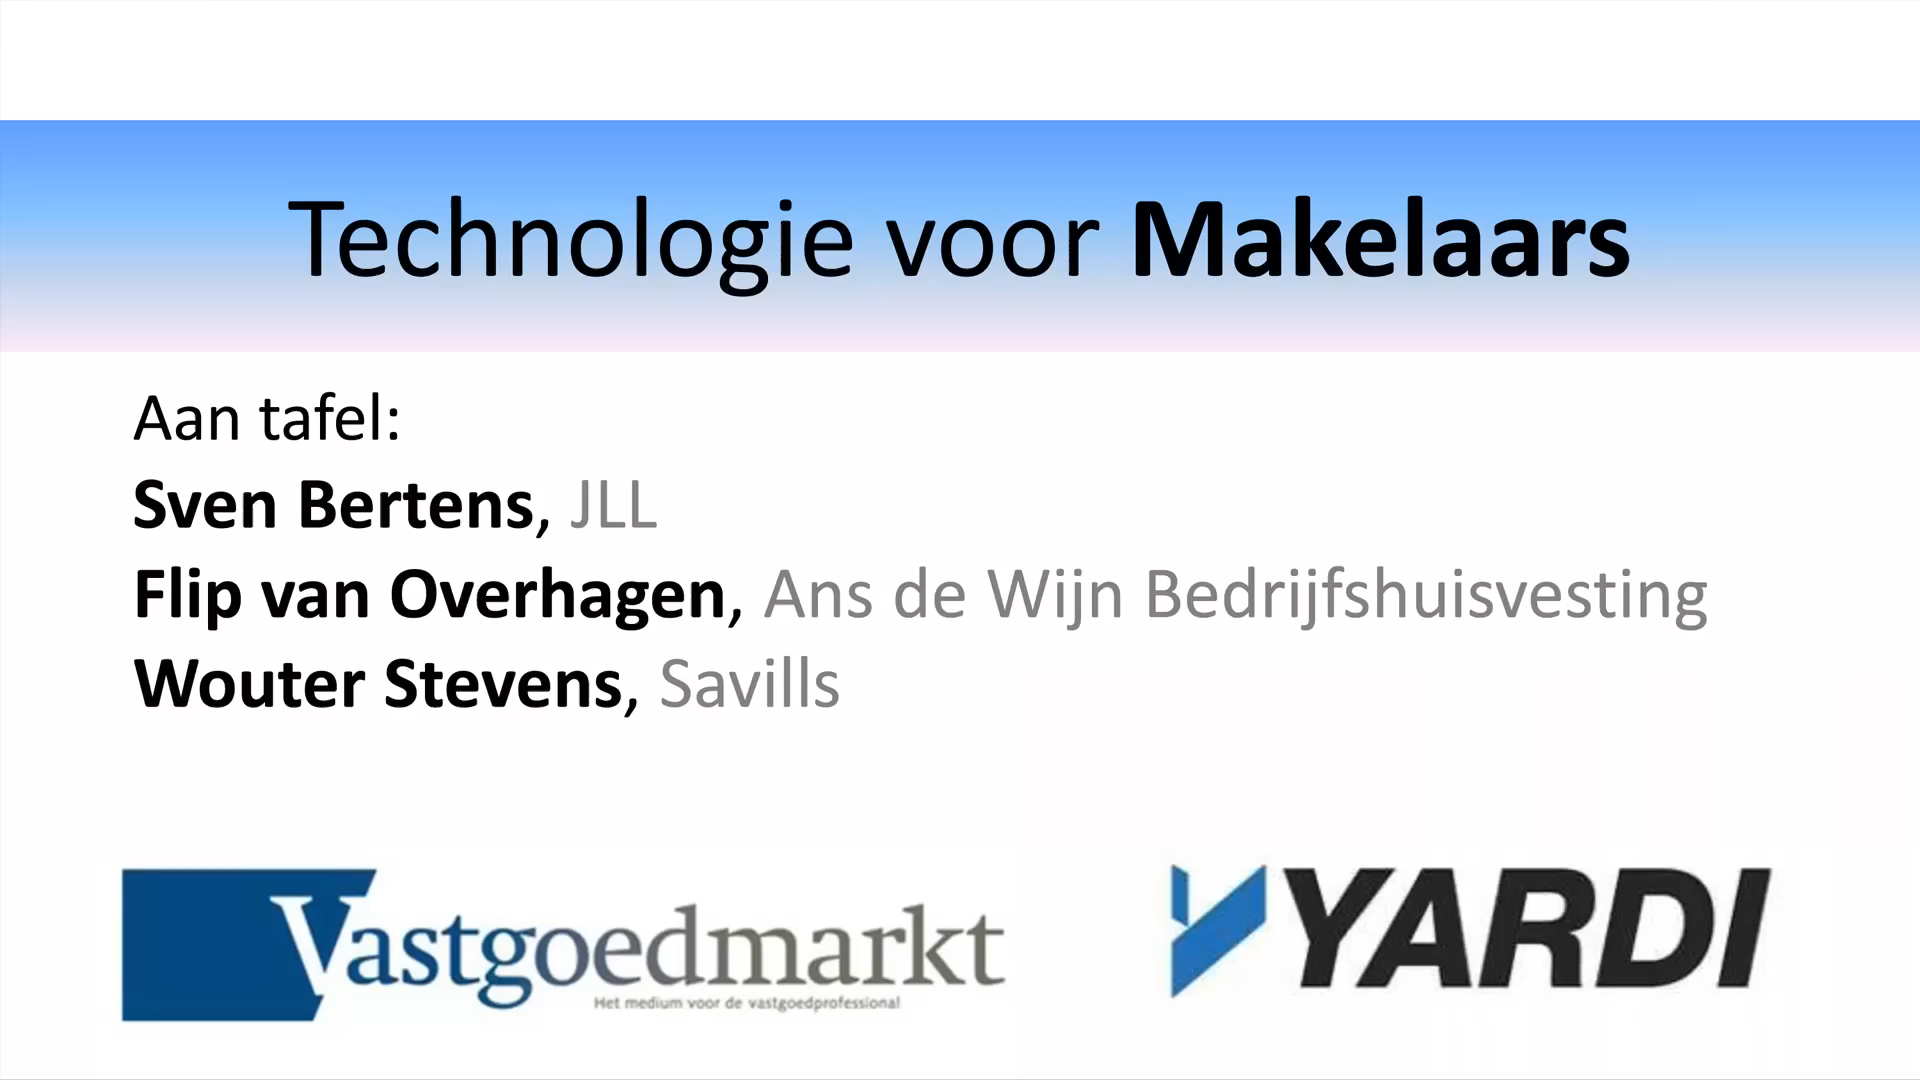 Technologie voor Makelaars
Aan tafel:
Sven Bertens, JLL
Flip van Overhagen, Ans de Wijn Bedrijfshuisvesting
Wouter Stevens, Savills
Vastgoedmarkt
Het medium voor de vastgoedprofessional
YARDI